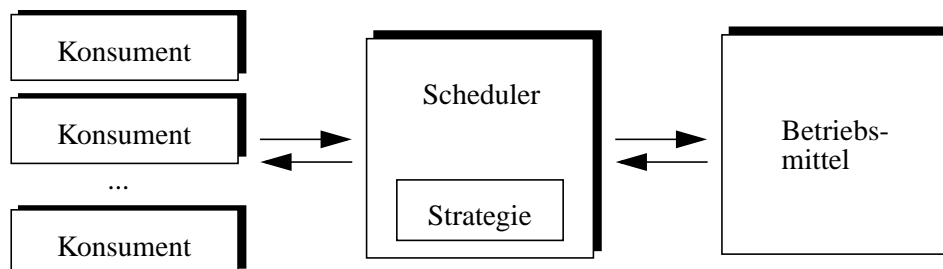 Konsument
Konsument
...
Konsument
Scheduler
Strategie
Betriebs-
mittel